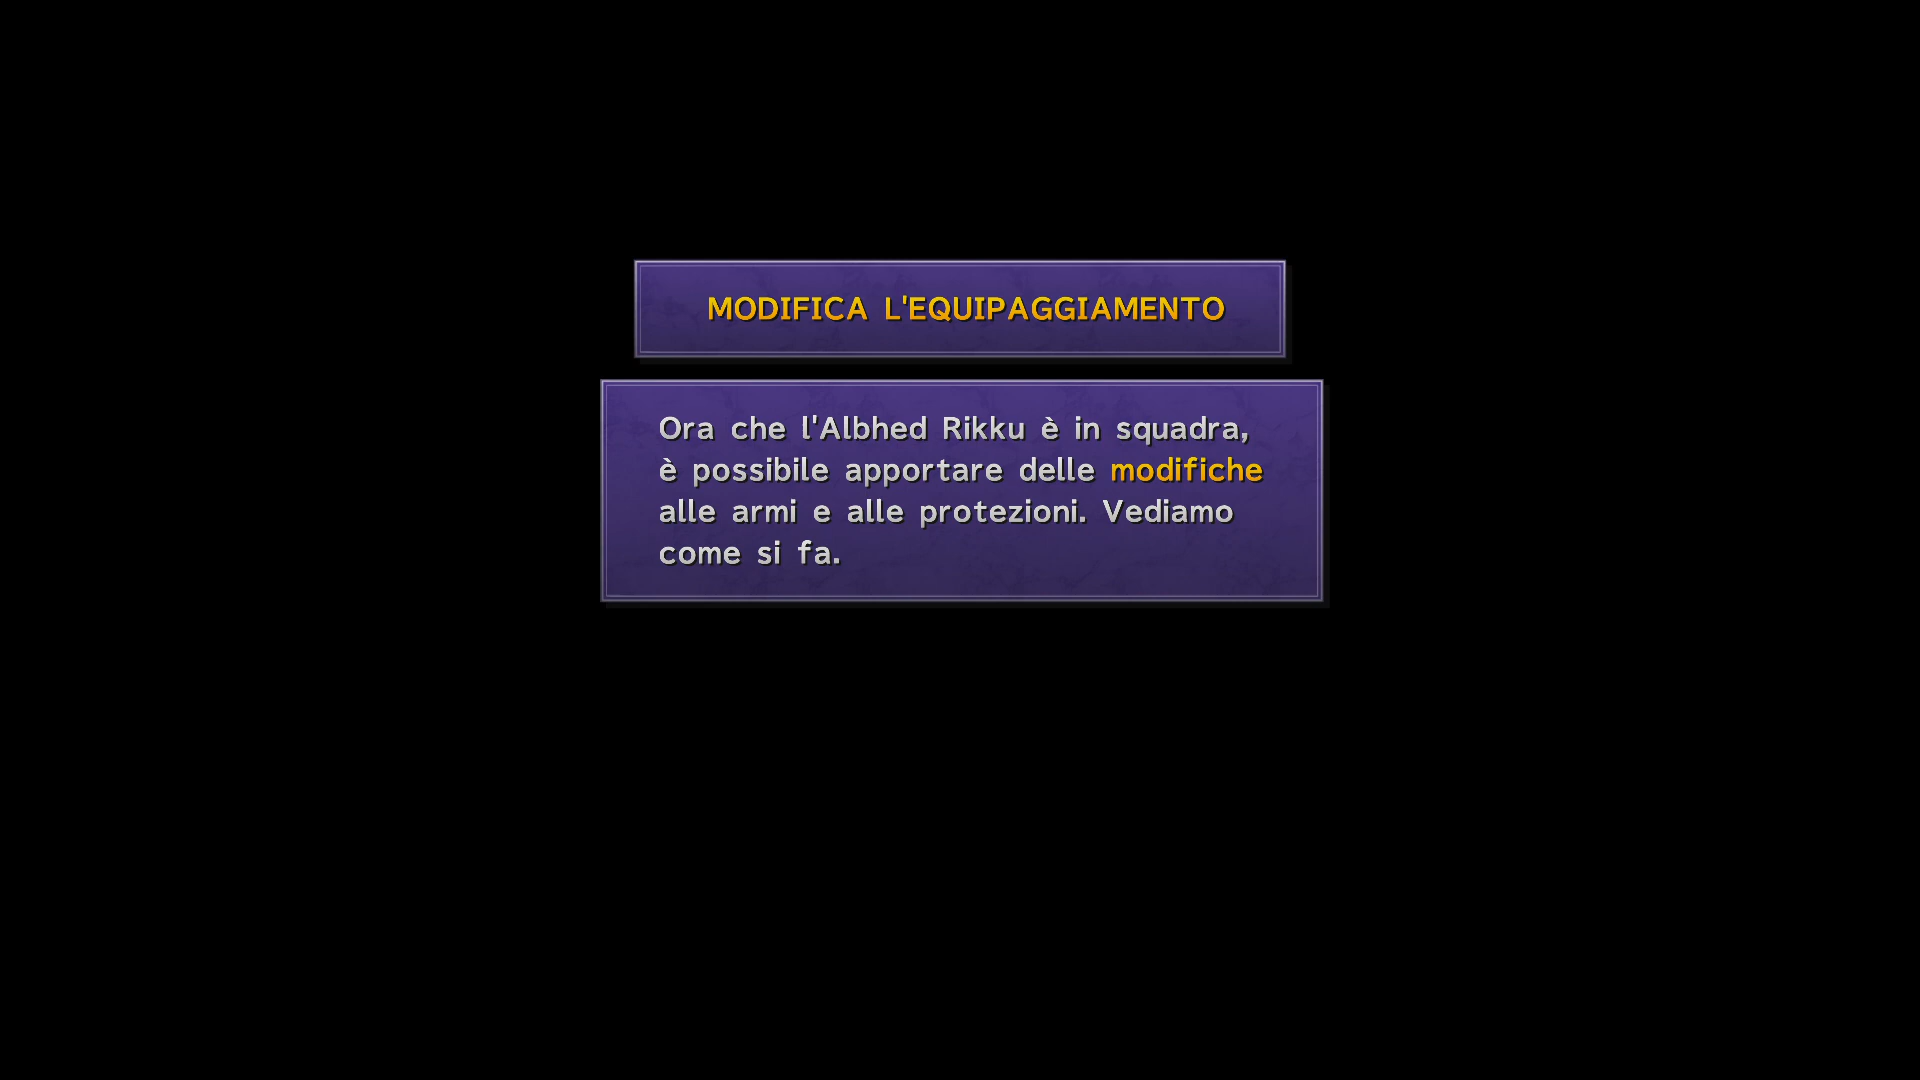 MODIFICA L'EQUIPAGGIAMENTO
Ora che l'Albhed Rikku è in squadra,
è possibile apportare delle modifiche
alle armi e alle protezioni. Vediamo
come si fa.